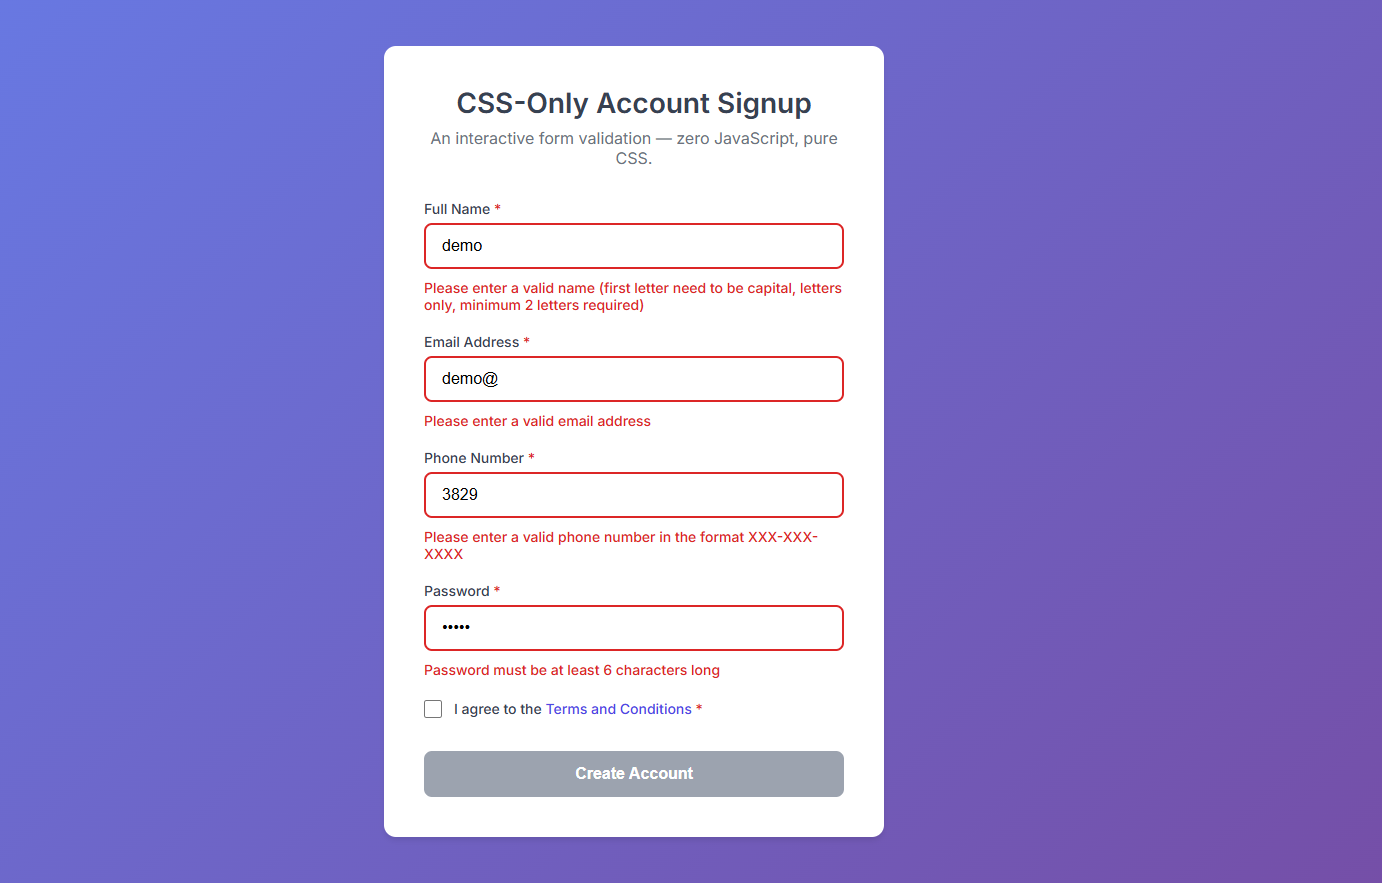 CSS-Only Account Signup
An interactive form validation — zero JavaScript, pure
CSS.
Full Name *
demo
Please enter a valid name (first letter need to be capital, letters
only, minimum 2 letters required)
Email Address *
demo@
Please enter a valid email address
Phone Number *
3829
Please enter a valid phone number in the format XXX-XXX-
XXXX
Password *
•••••
Password must be at least 6 characters long
I agree to the Terms and Conditions *
Create Account